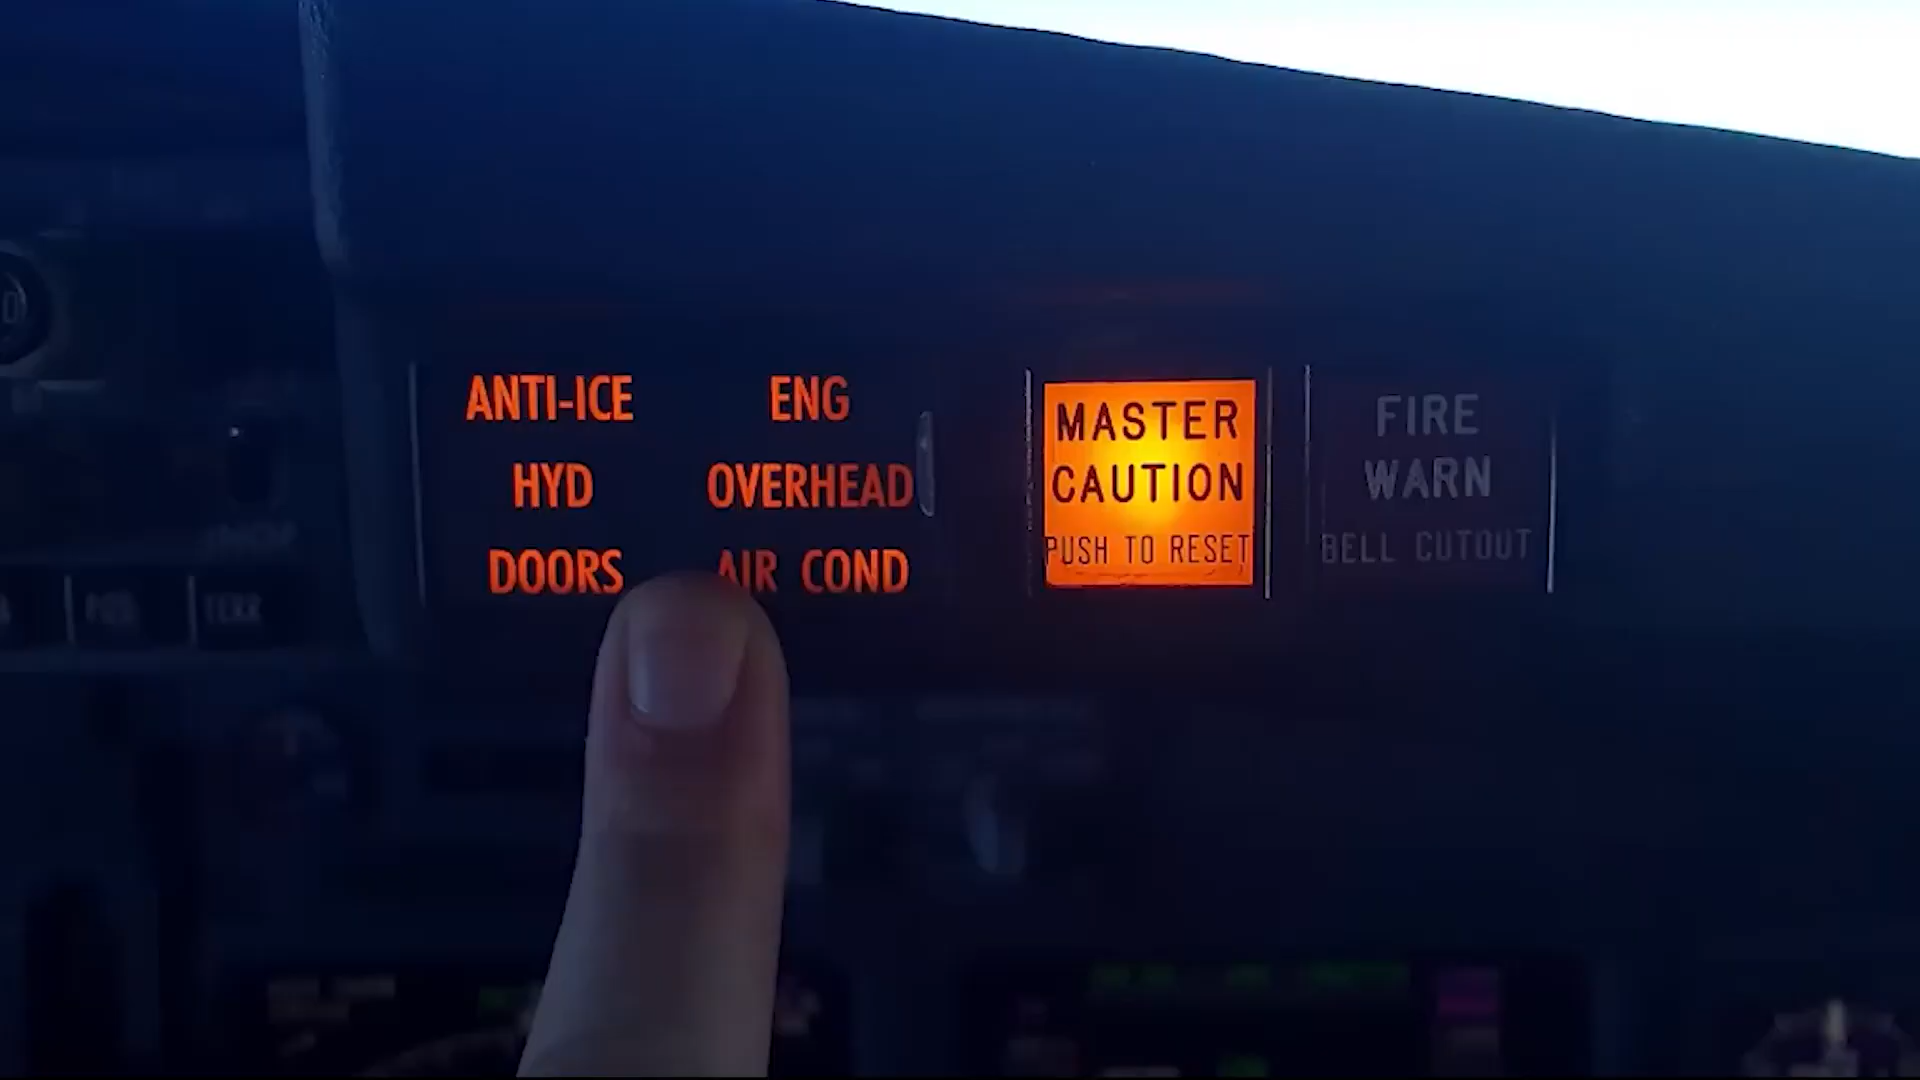 ANTI-ICE ENG
HYD OVERHEAD
DOORS AIR COND
MASTER
CAUTION
PUSH TO RESET
FIRE
WARN
BELL CUTOUT